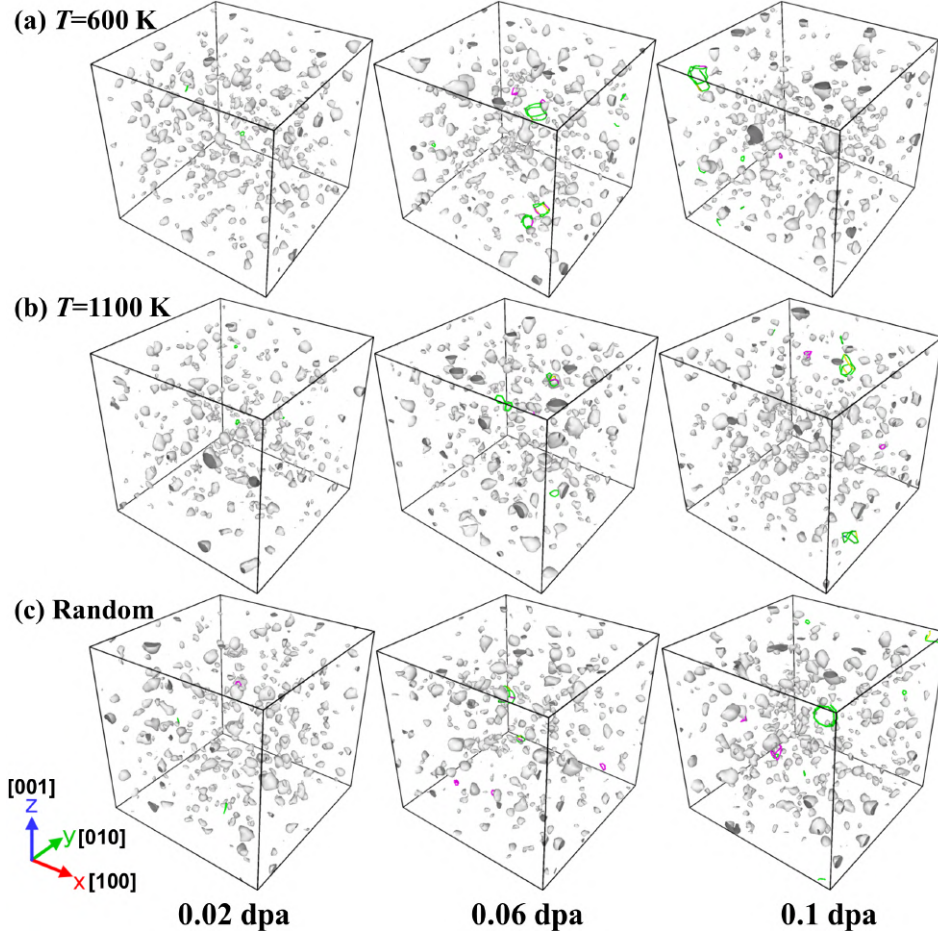 (a) T=600 K
(b) T=1100 K
(c) Random
[001]
z
y [010]
x [100]
0.02 dpa
0.06 dpa
0.1 dpa